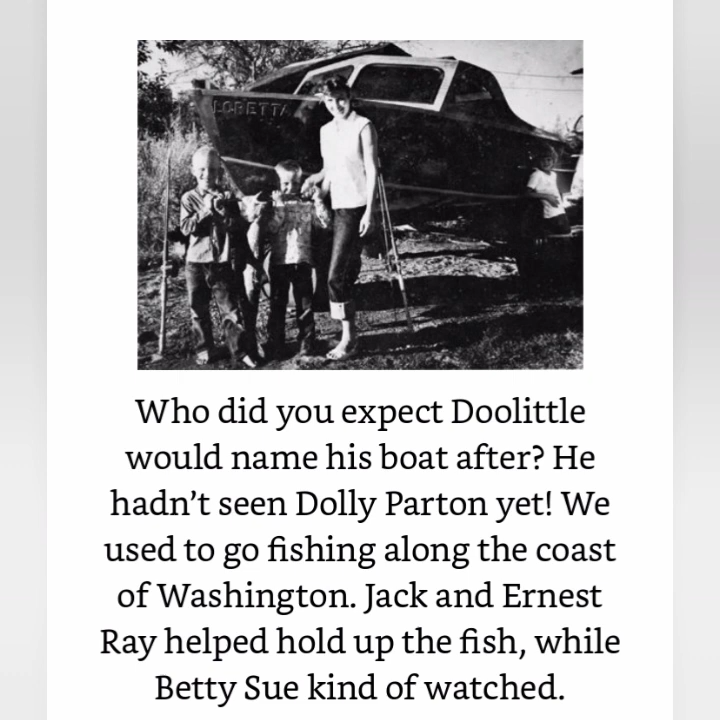 LORETTA
Who did you expect Doolittle
would name his boat after? He
hadn’t seen Dolly Parton yet! We
used to go fishing along the coast
of Washington. Jack and Ernest
Ray helped hold up the fish, while
Betty Sue kind of watched.